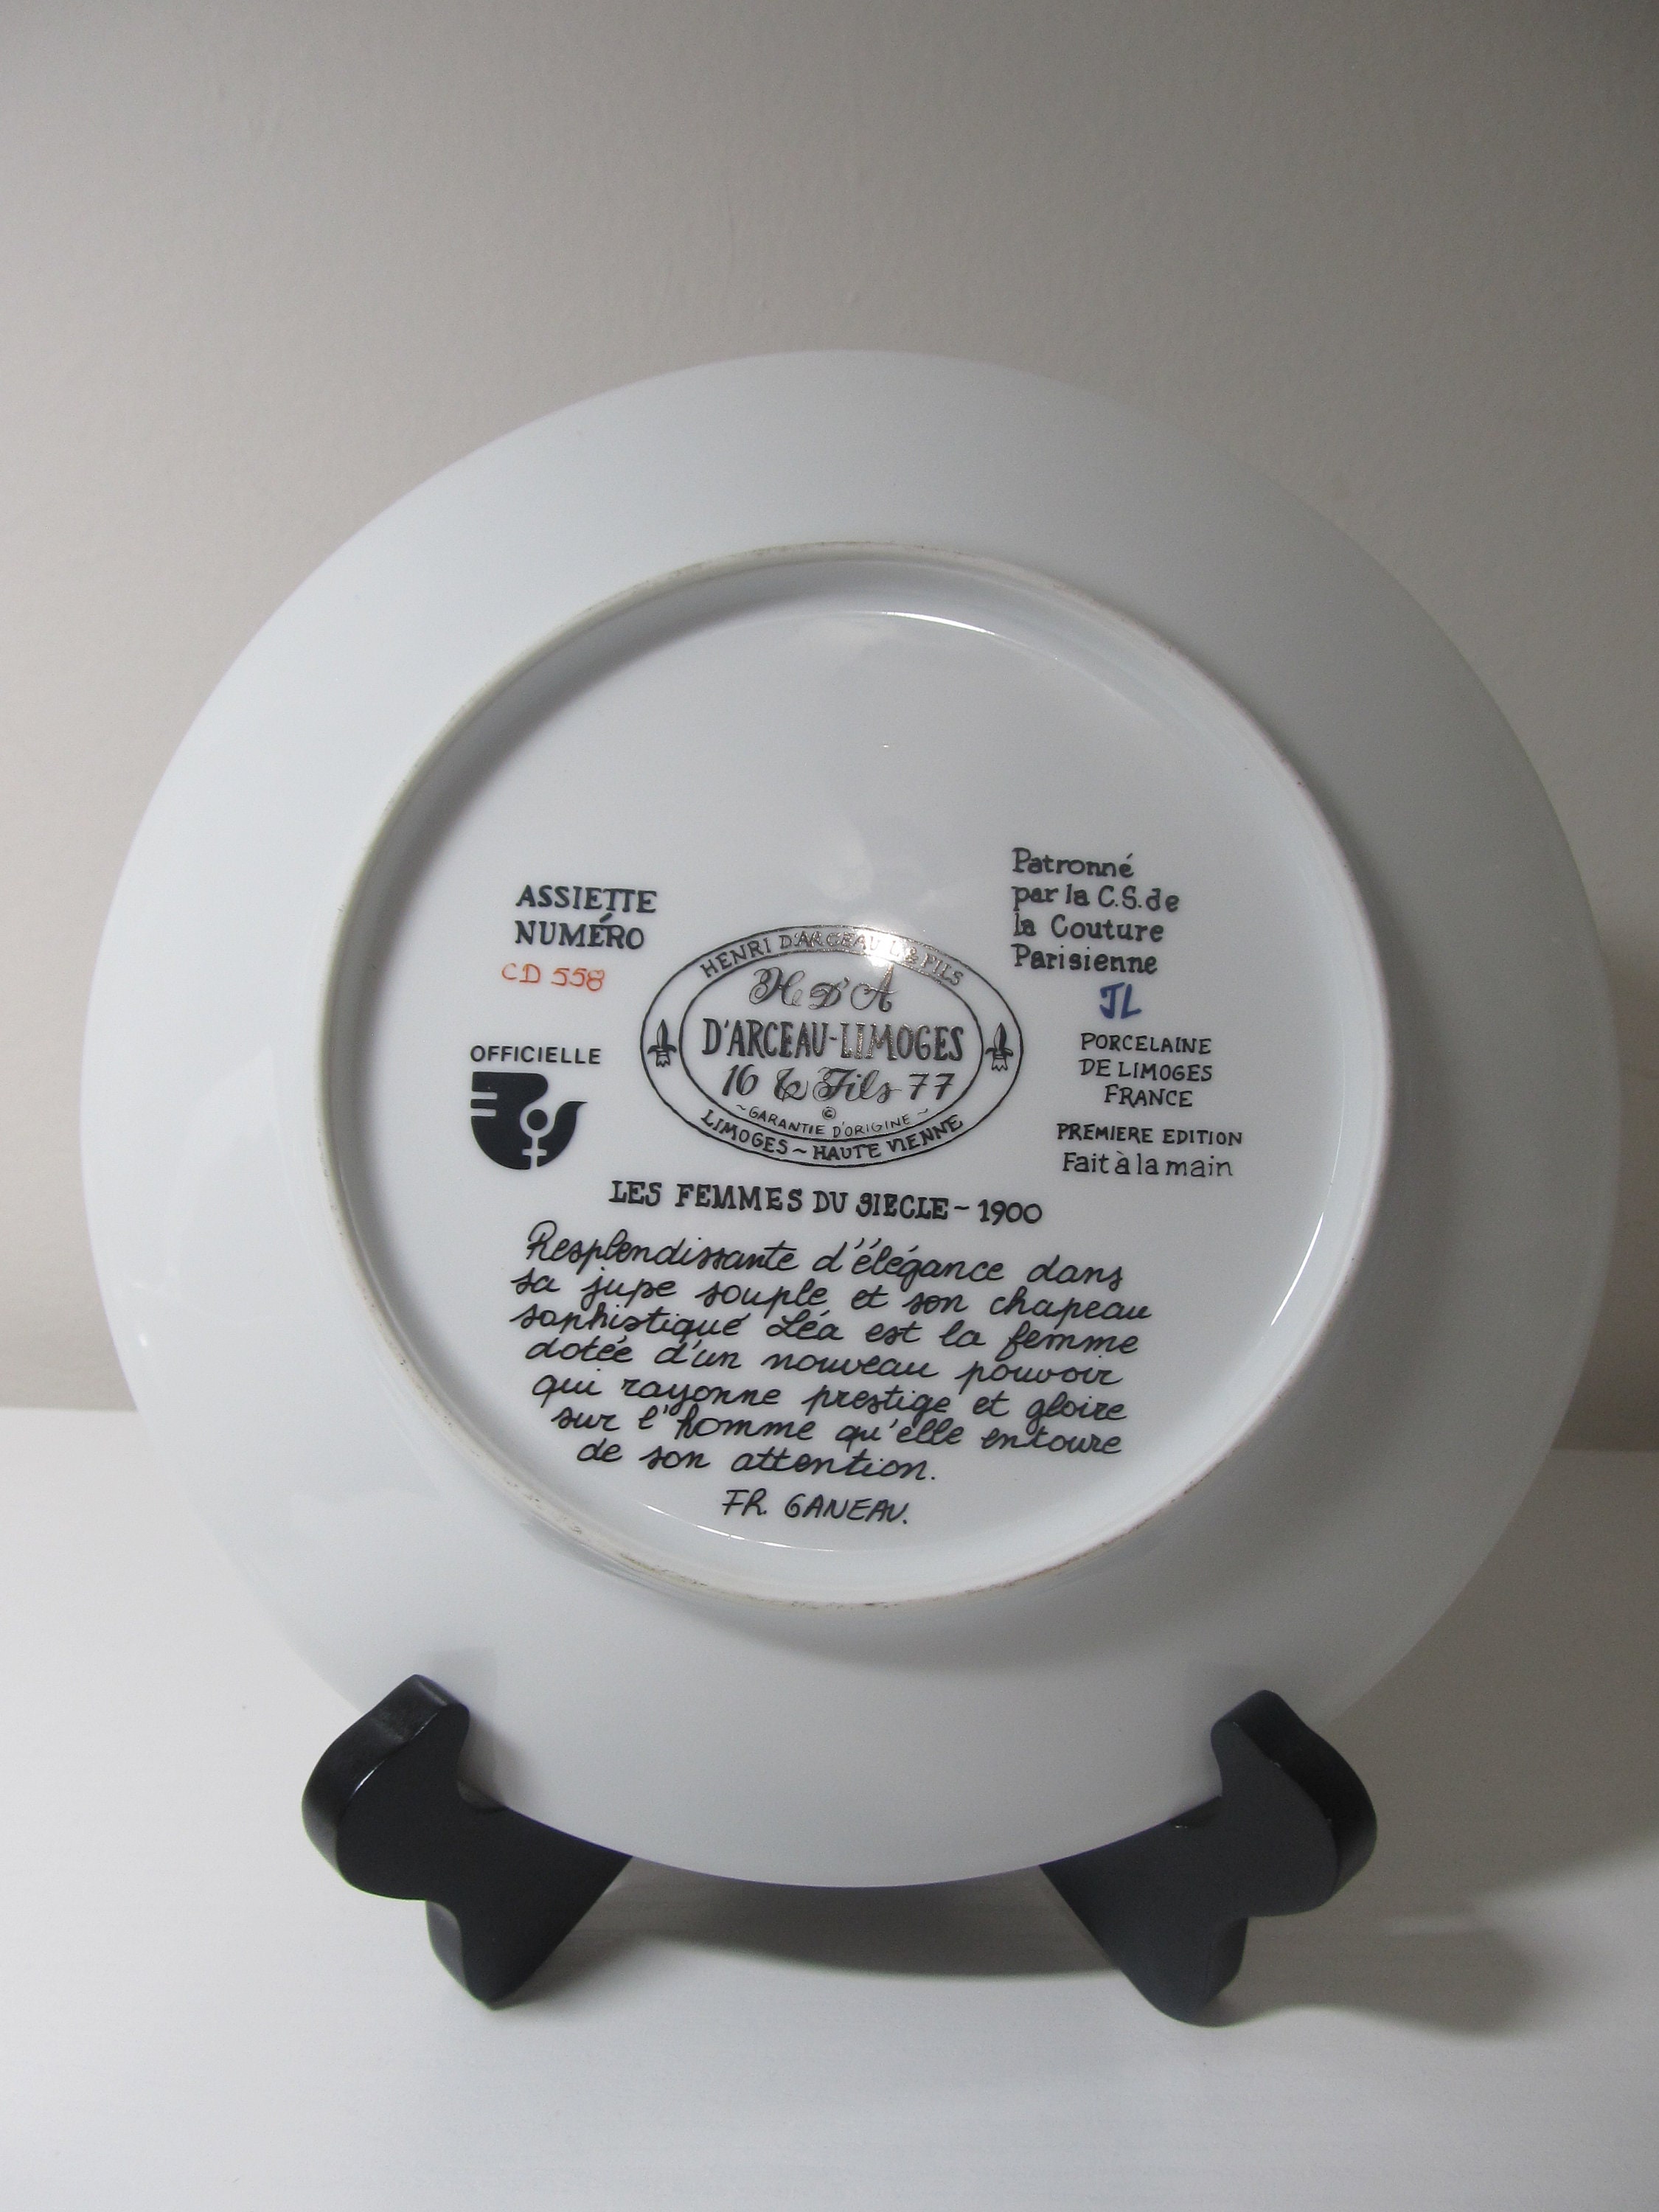 ASSIETTE
NUMÉRO
CD 558
OFFICIELLE
HENRI D'ARCEAU L & FILS
H D'A
D'ARCEAU-LIMOGES
16 & Fils 77
©
~GARANTIE D'ORIGINE~
LIMOGES ~ HAUTE VIENNE
Patronné
par la C.S. de
la Couture
Parisienne
JL
PORCELAINE
DE LIMOGES
FRANCE
PREMIERE EDITION
Fait à la main
LES FEMMES DU SIECLE ~ 1900
Resplendissante d'élégance dans
sa jupe souple et son chapeau
sophistiqué Léa est la femme
dotée d'un nouveau pouvoir
qui rayonne prestige et gloire
sur l'homme qu'elle entoure
de son attention.
FR. GANEAU.